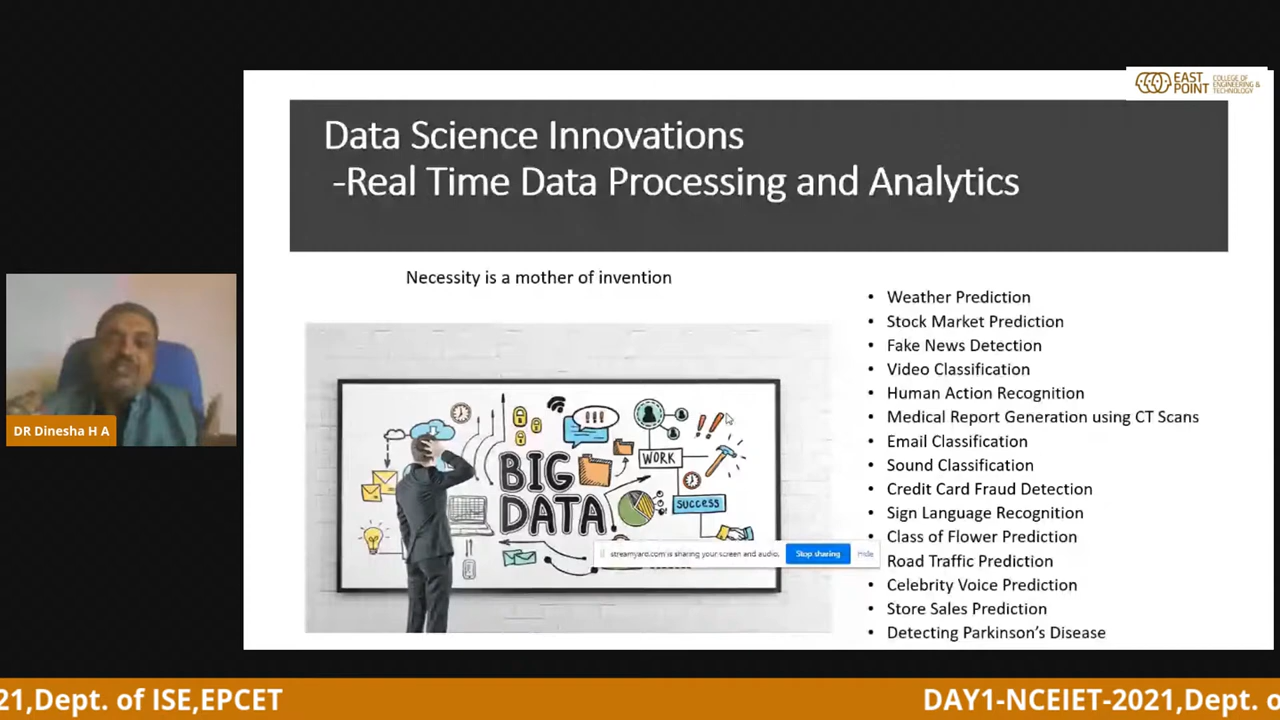 EAST
POINT
COLLEGE OF
ENGINEERING &
TECHNOLOGY
Data Science Innovations
-Real Time Data Processing and Analytics
Necessity is a mother of invention
• Weather Prediction
• Stock Market Prediction
• Fake News Detection
• Video Classification
• Human Action Recognition
• Medical Report Generation using CT Scans
• Email Classification
• Sound Classification
• Credit Card Fraud Detection
• Sign Language Recognition
• Class of Flower Prediction
• Road Traffic Prediction
• Celebrity Voice Prediction
• Store Sales Prediction
• Detecting Parkinson's Disease
BIG
DATA
WORK
SUCCESS
streamyard.com is sharing your screen and audio.
Stop sharing
Hide
DR Dinesha H A
21,Dept. of ISE,EPCET
DAY1-NCEIET-2021,Dept.